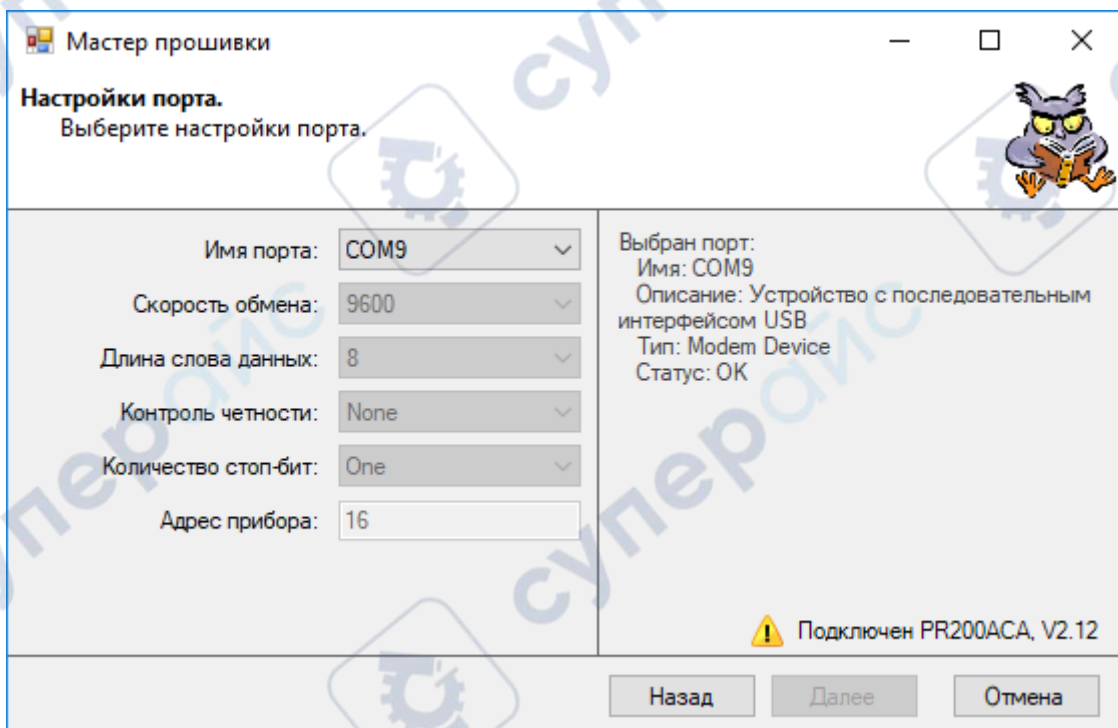 Мастер прошивки
Настройки порта.
Выберите настройки порта.
Имя порта: COM9
Скорость обмена: 9600
Длина слова данных: 8
Контроль четности: None
Количество стоп-бит: One
Адрес прибора: 16
Выбран порт:
Имя: COM9
Описание: Устройство с последовательным
интерфейсом USB
Тип: Modem Device
Статус: OK
Подключен PR200ACA, V2.12
Назад
Далее
Отмена
суперайс